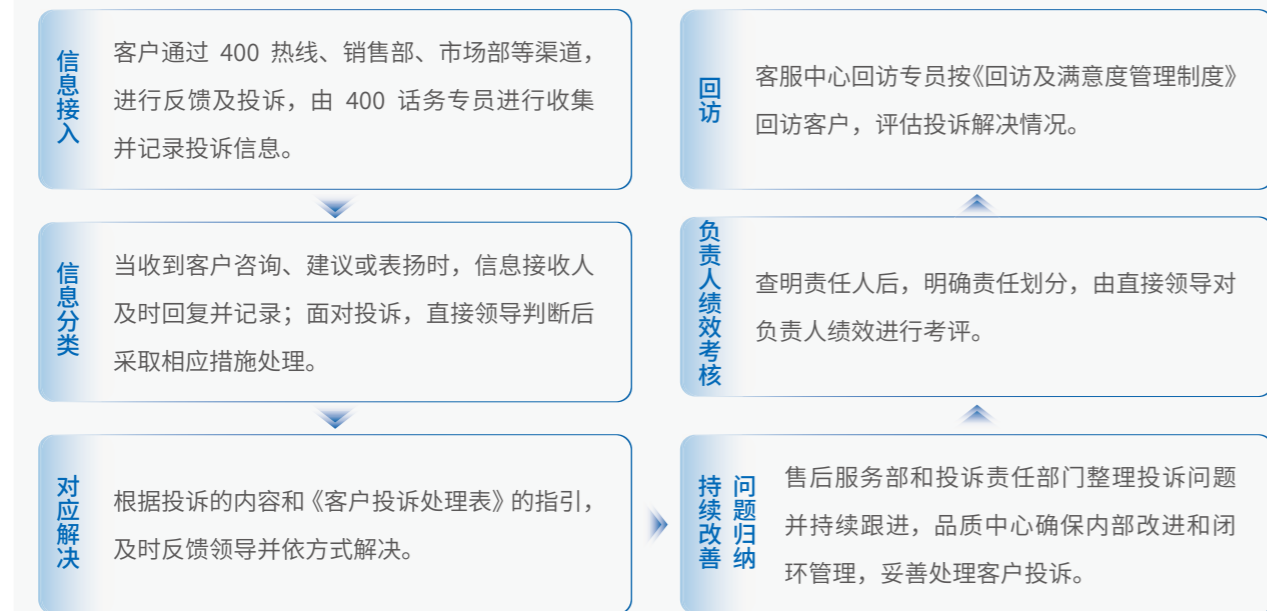 信息接入
客户通过 400 热线、销售部、市场部等渠道，
进行反馈及投诉，由 400 话务专员进行收集
并记录投诉信息。
信息分类
当收到客户咨询、建议或表扬时，信息接收人
及时回复并记录；面对投诉，直接领导判断后
采取相应措施处理。
对应解决
根据投诉的内容和《客户投诉处理表》的指引，
及时反馈领导并依方式解决。
问题归纳
持续改善
售后服务部和投诉责任部门整理投诉问题
并持续跟进，品质中心确保内部改进和闭
环管理，妥善处理客户投诉。
负责人绩效考核
查明责任人后，明确责任划分，由直接领导对
负责人绩效进行考评。
回访
客服中心回访专员按《回访及满意度管理制度》
回访客户，评估投诉解决情况。